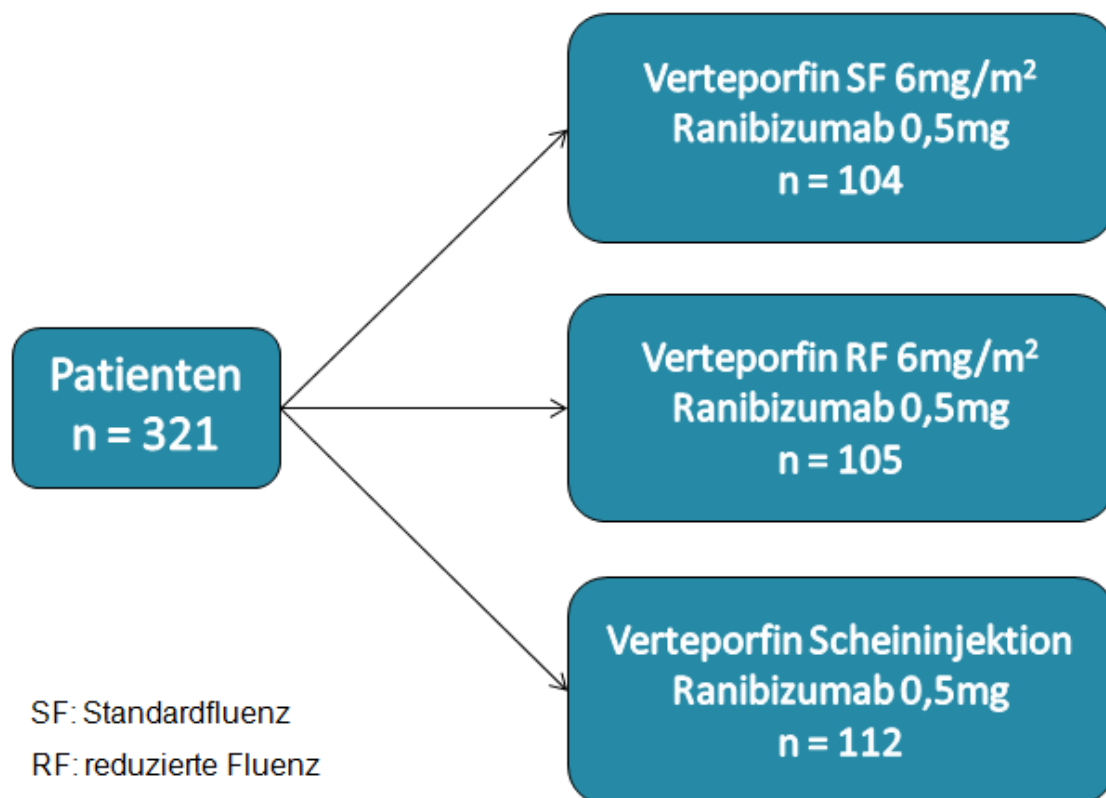 Patienten
n = 321
Verteporfin SF 6mg/m²
Ranibizumab 0,5mg
n = 104
Verteporfin RF 6mg/m²
Ranibizumab 0,5mg
n = 105
Verteporfin Scheininjektion
Ranibizumab 0,5mg
n = 112
SF: Standardfluenz
RF: reduzierte Fluenz